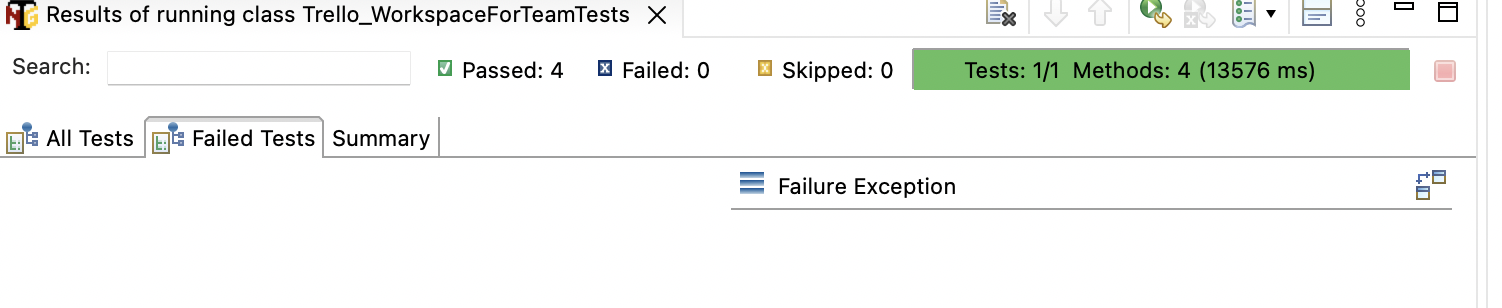 Results of running class Trello_WorkspaceForTeamTests
Search: Passed: 4 Failed: 0 Skipped: 0 Tests: 1/1 Methods: 4 (13576 ms)
All Tests Failed Tests Summary
Failure Exception